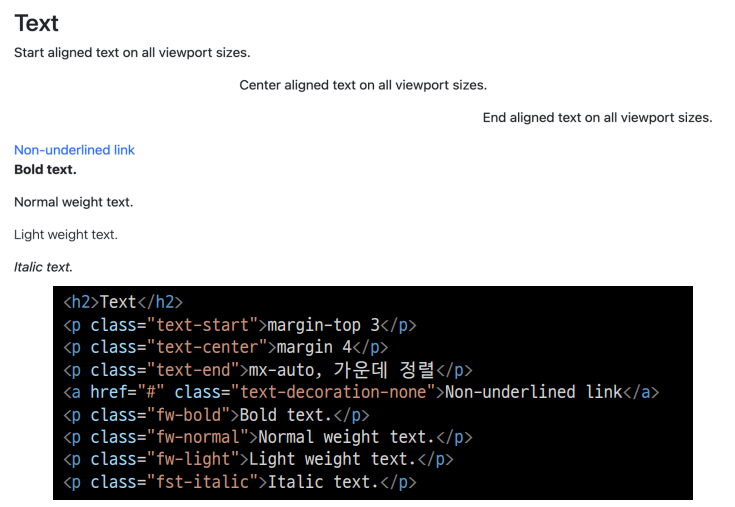 Text
Start aligned text on all viewport sizes.
Center aligned text on all viewport sizes.
End aligned text on all viewport sizes.
Non-underlined link
Bold text.
Normal weight text.
Light weight text.
Italic text.
<h2>Text</h2>
<p class="text-start">margin-top 3</p>
<p class="text-center">margin 4</p>
<p class="text-end">mx-auto, 가운데 정렬</p>
<a href="#" class="text-decoration-none">Non-underlined link</a>
<p class="fw-bold">Bold text.</p>
<p class="fw-normal">Normal weight text.</p>
<p class="fw-light">Light weight text.</p>
<p class="fst-italic">Italic text.</p>